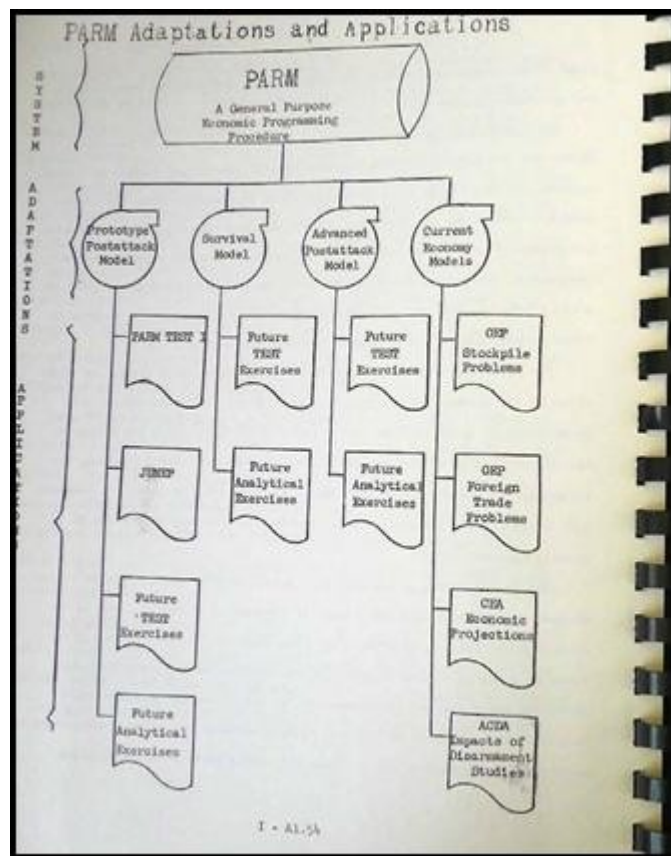 PARM Adaptations and Applications
SYSTEM
PARM
A General Purpose
Economic Programming
Procedure
ADAPTATIONS
Prototype
Postattack
Model
Survival
Model
Advanced
Postattack
Model
Current
Economy
Models
APPLICATIONS
PARM TEST I
Future
TEST
Exercises
Future
TEST
Exercises
OEP
Stockpile
Problems
JUNEP
Future
Analytical
Exercises
Future
Analytical
Exercises
OEP
Foreign
Trade
Problems
Future
TEST
Exercises
CEA
Economic
Projections
Future
Analytical
Exercises
ACDA
Impacts of
Disarmament
Studies
I - A1.54